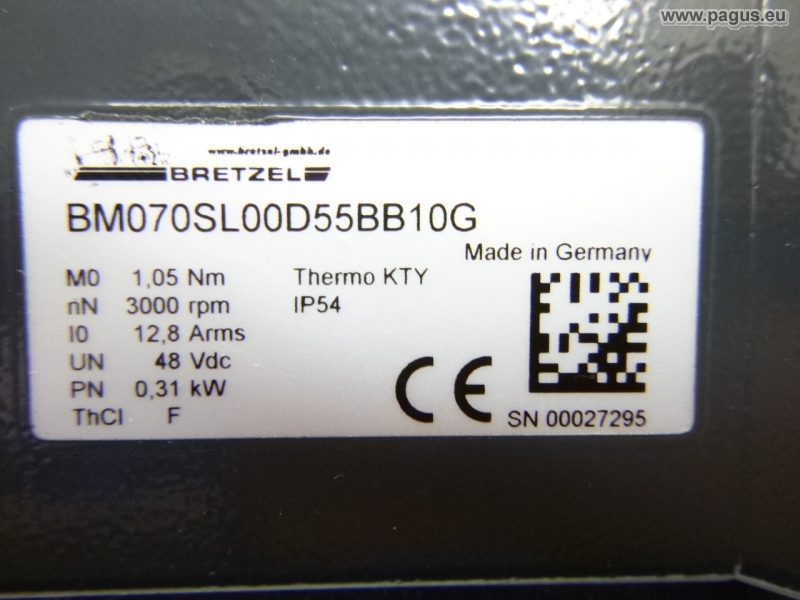 www.pagus.eu
www.bretzel-gmbh.de
BRETZEL
BM070SL00D55BB10G
Made in Germany
M0 1,05 Nm Thermo KTY
nN 3000 rpm IP54
I0 12,8 Arms
UN 48 Vdc
PN 0,31 kW
ThCl F
CE
SN 00027295